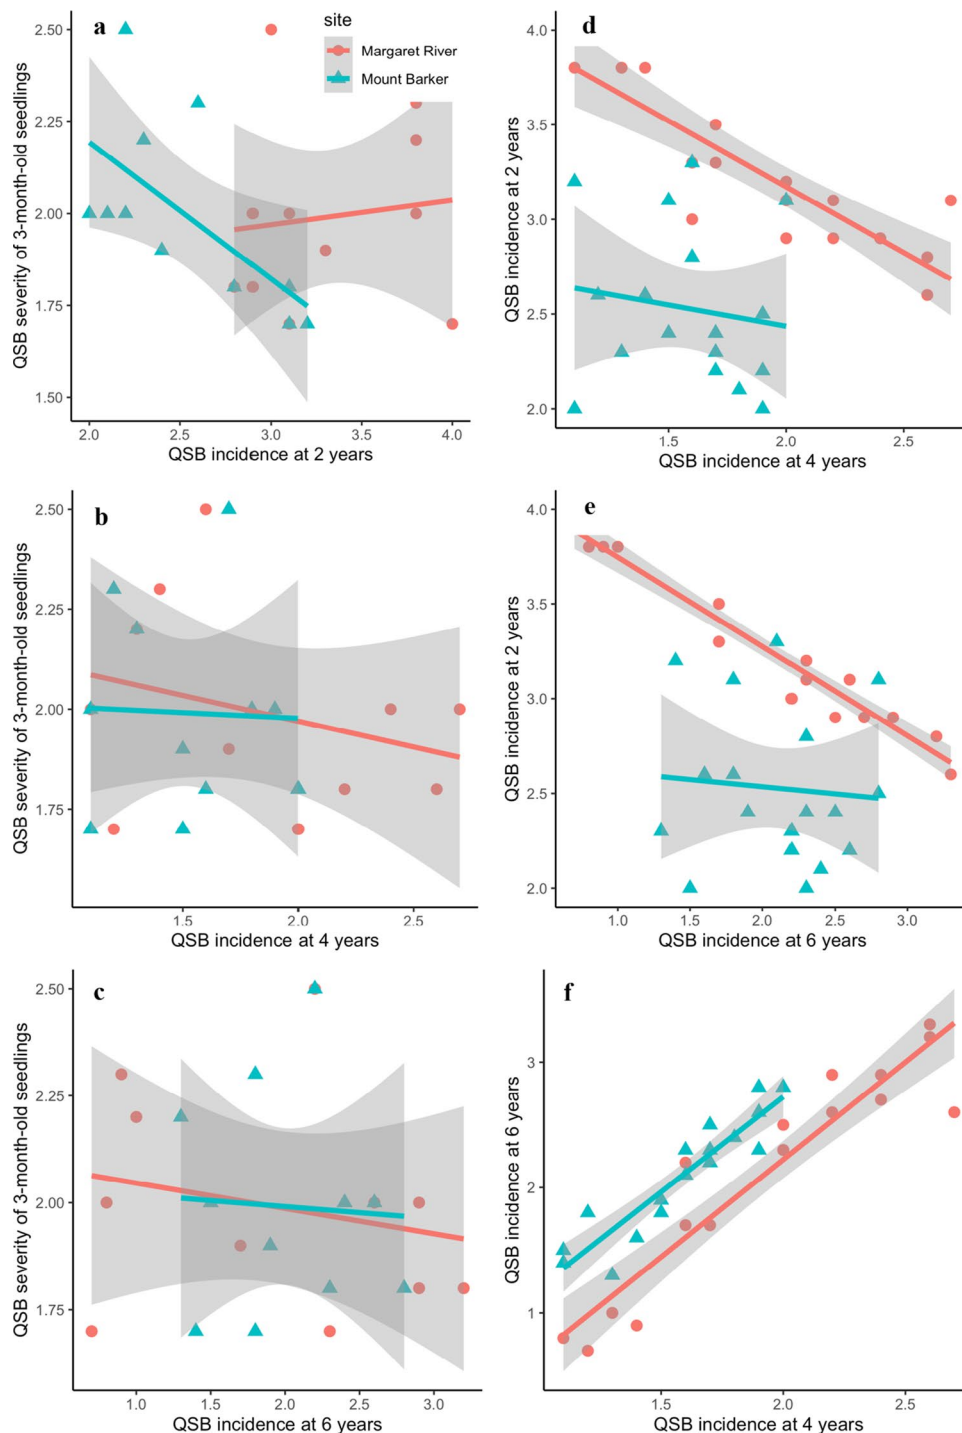 a
site
Margaret River
Mount Barker
QSB severity of 3-month-old seedlings
2.50
2.25
2.00
1.75
1.50
2.0 2.5 3.0 3.5 4.0
QSB incidence at 2 years
d
QSB incidence at 2 years
4.0
3.5
3.0
2.5
2.0
1.5 2.0 2.5
QSB incidence at 4 years
b
QSB severity of 3-month-old seedlings
2.50
2.25
2.00
1.75
1.5 2.0 2.5
QSB incidence at 4 years
e
QSB incidence at 2 years
4.0
3.5
3.0
2.5
2.0
1.0 1.5 2.0 2.5 3.0
QSB incidence at 6 years
c
QSB severity of 3-month-old seedlings
2.50
2.25
2.00
1.75
1.0 1.5 2.0 2.5 3.0
QSB incidence at 6 years
f
QSB incidence at 6 years
3
2
1
1.5 2.0 2.5
QSB incidence at 4 years